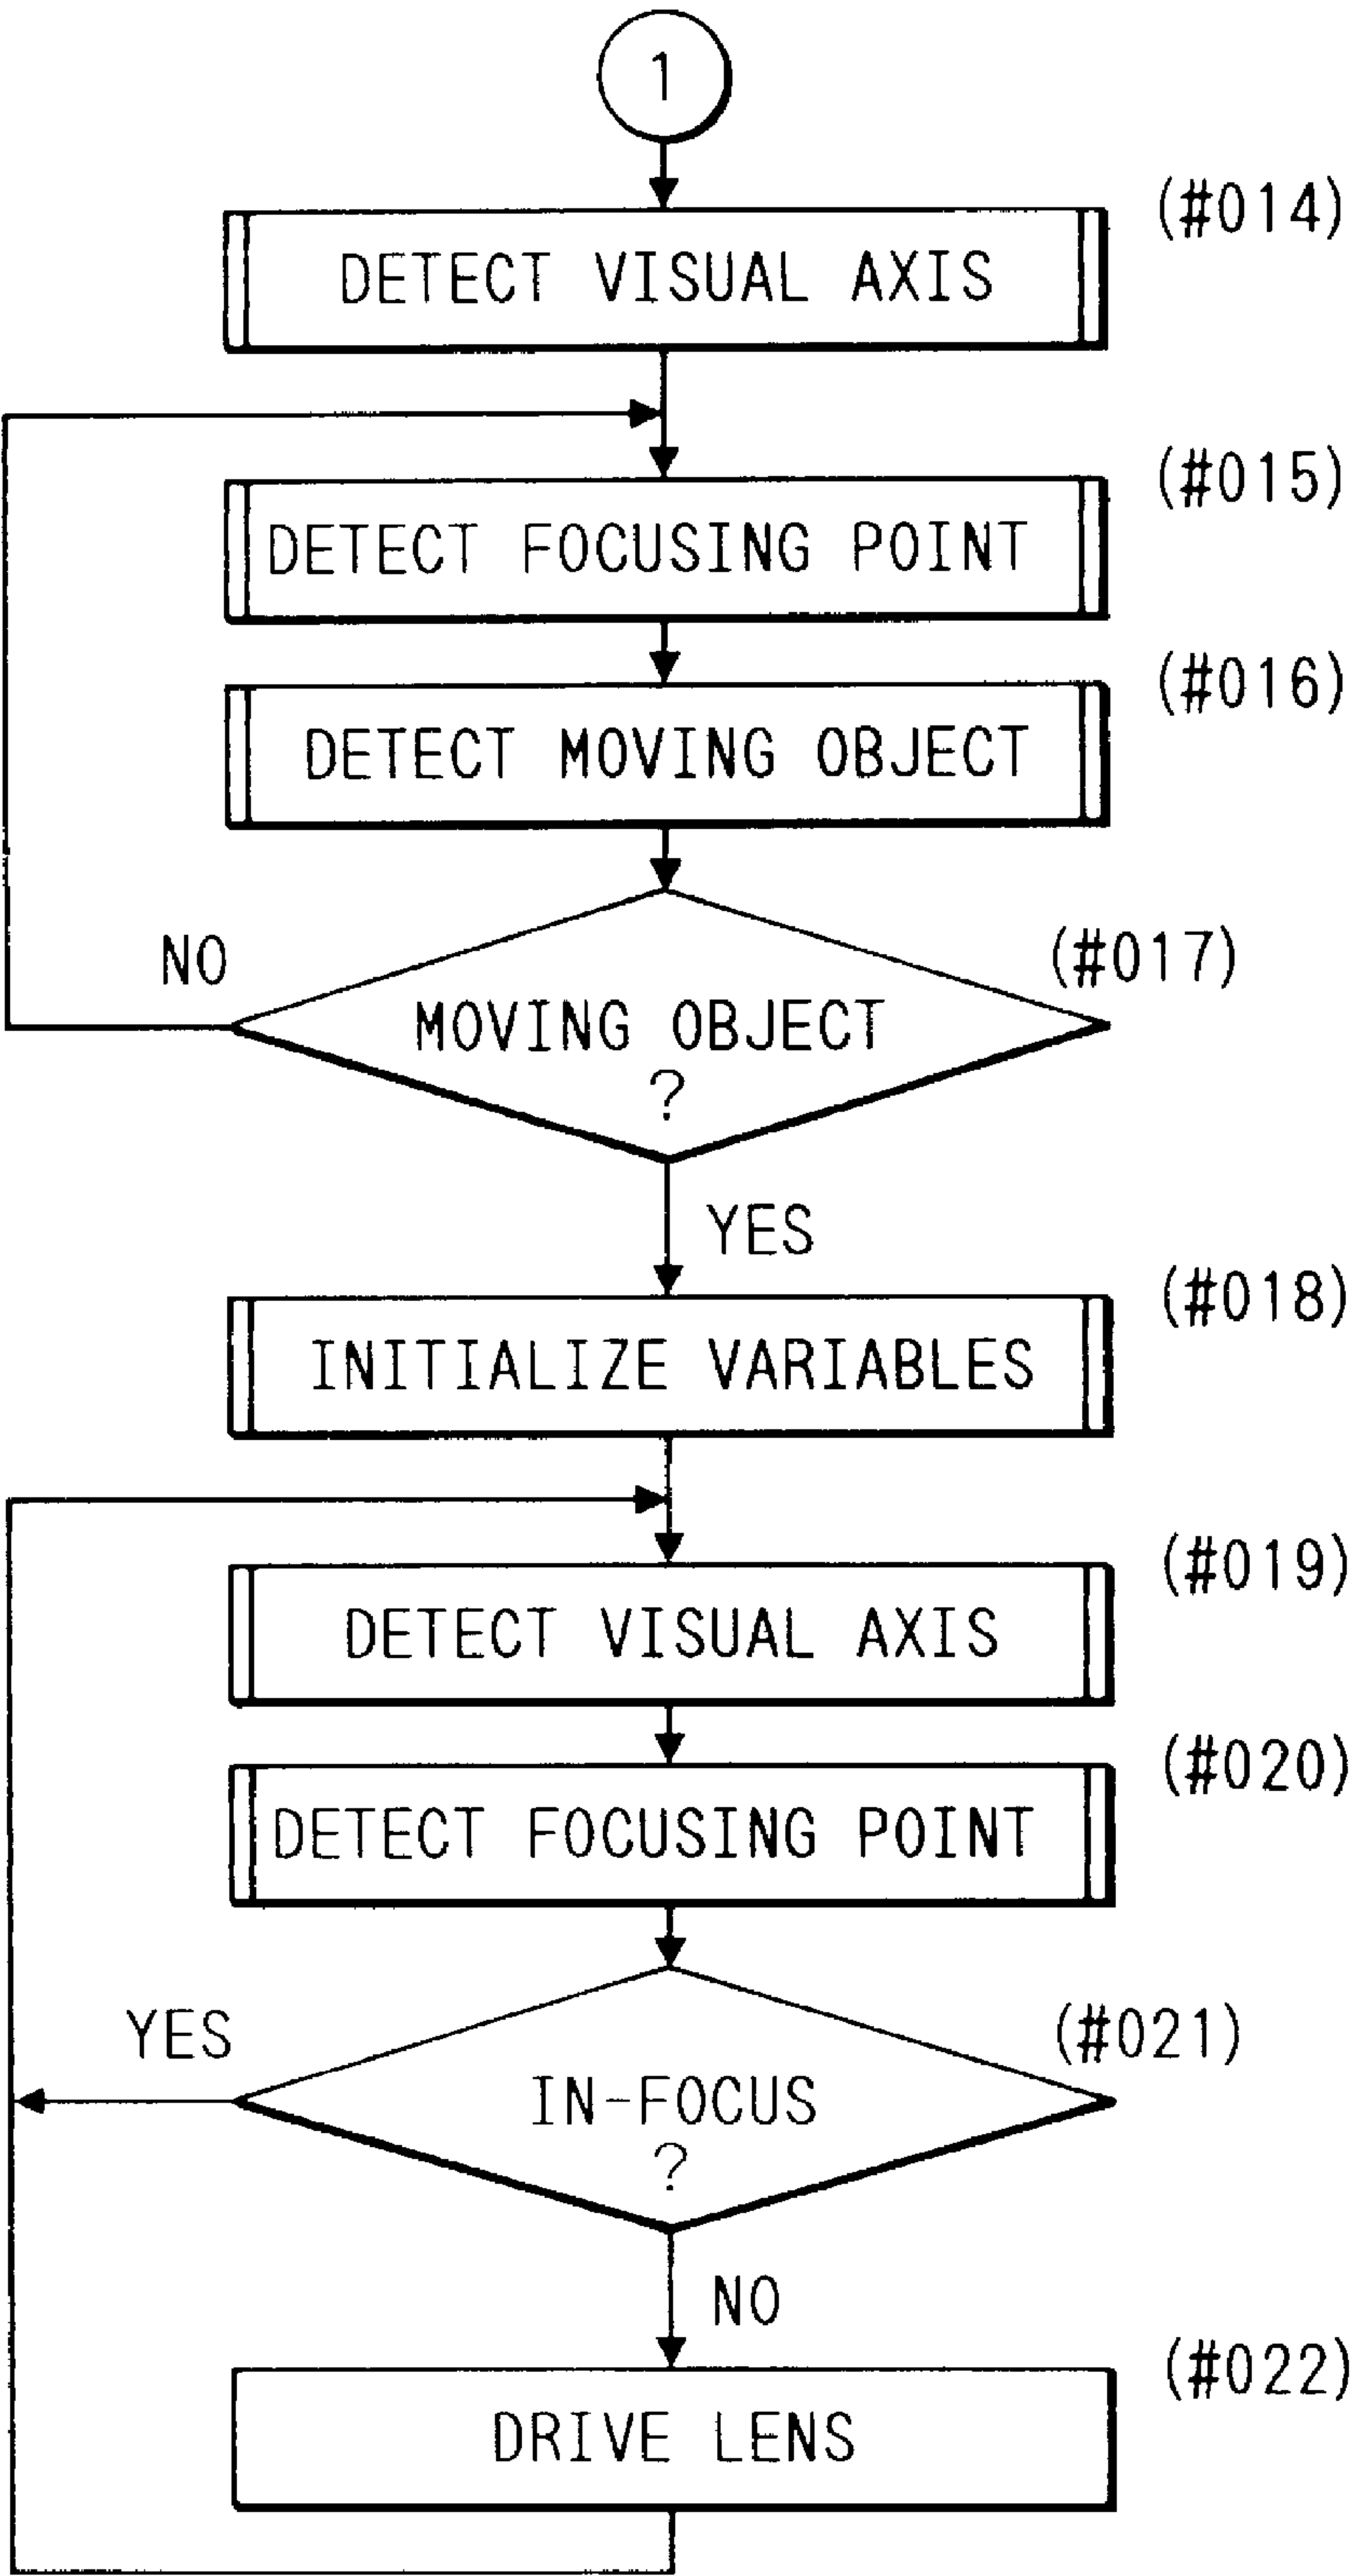 1
(#014)
DETECT VISUAL AXIS
(#015)
DETECT FOCUSING POINT
(#016)
DETECT MOVING OBJECT
NO
(#017)
MOVING OBJECT
?
YES
(#018)
INITIALIZE VARIABLES
(#019)
DETECT VISUAL AXIS
(#020)
DETECT FOCUSING POINT
YES
(#021)
IN-FOCUS
?
NO
(#022)
DRIVE LENS